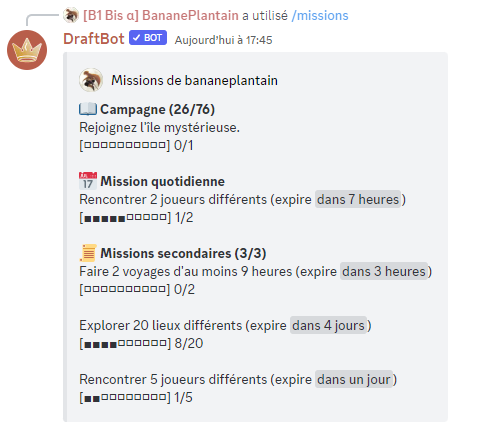 [B1 Bis α] BananePlantain a utilisé /missions
DraftBot ✓ BOT Aujourd'hui à 17:45
Missions de bananeplantain
Campagne (26/76)
Rejoignez l'île mystérieuse.
[□□□□□□□□□□] 0/1
17 Mission quotidienne
Rencontrer 2 joueurs différents (expire dans 7 heures)
[■■■■■□□□□□] 1/2
Missions secondaires (3/3)
Faire 2 voyages d'au moins 9 heures (expire dans 3 heures)
[□□□□□□□□□□] 0/2
Explorer 20 lieux différents (expire dans 4 jours)
[■■■■□□□□□□] 8/20
Rencontrer 5 joueurs différents (expire dans un jour)
[■■□□□□□□□□] 1/5